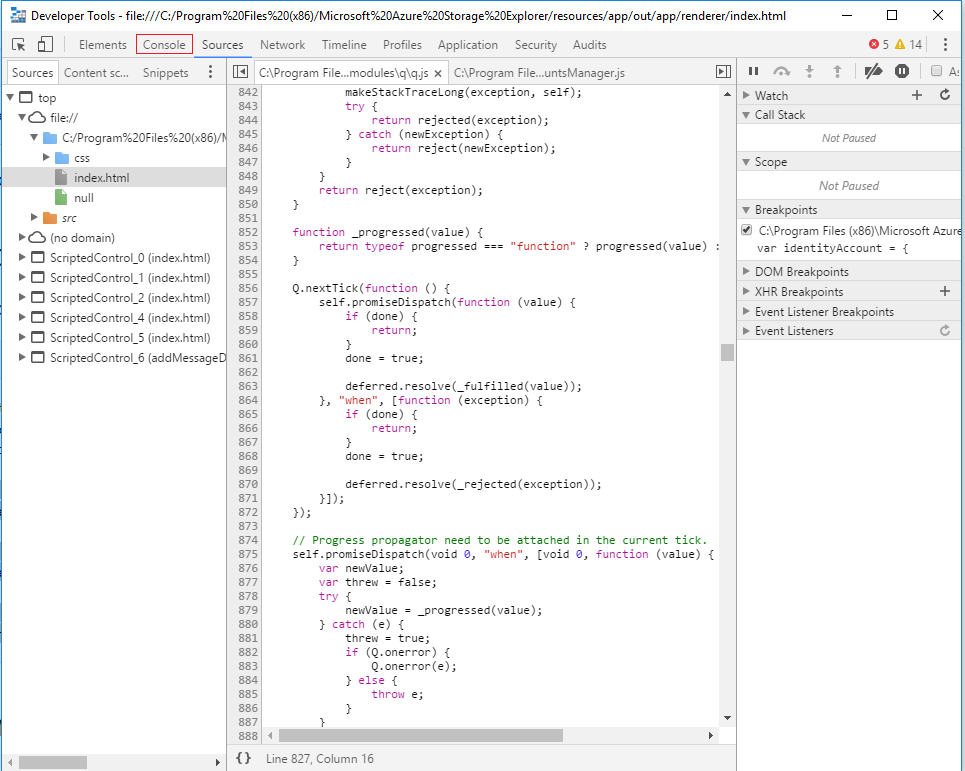 Developer Tools - file:///C:/Program%20Files%20(x86)/Microsoft%20Azure%20Storage%20Explorer/resources/app/out/app/renderer/index.html
Elements Console Sources Network Timeline Profiles Application Security Audits 5 14
Sources Content sc... Snippets
C:\Program File...modules\q\q.js × C:\Program File...untsManager.js
As
top
file://
C:/Program%20Files%20(x86)/M
css
index.html
null
src
(no domain)
ScriptedControl_0 (index.html)
ScriptedControl_1 (index.html)
ScriptedControl_2 (index.html)
ScriptedControl_4 (index.html)
ScriptedControl_5 (index.html)
ScriptedControl_6 (addMessageD
842 makeStackTraceLong(exception, self);
843 try {
844 return rejected(exception);
845 } catch (newException) {
846 return reject(newException);
847 }
848 }
849 return reject(exception);
850 }
851
852 function _progressed(value) {
853 return typeof progressed === "function" ? progressed(value) :
854 }
855
856 Q.nextTick(function () {
857 self.promiseDispatch(function (value) {
858 if (done) {
859 return;
860 }
861 done = true;
862
863 deferred.resolve(_fulfilled(value));
864 }, "when", [function (exception) {
865 if (done) {
866 return;
867 }
868 done = true;
869
870 deferred.resolve(_rejected(exception));
871 }]);
872 });
873
874 // Progress propagator need to be attached in the current tick.
875 self.promiseDispatch(void 0, "when", [void 0, function (value) {
876 var newValue;
877 var threw = false;
878 try {
879 newValue = _progressed(value);
880 } catch (e) {
881 threw = true;
882 if (Q.onerror) {
883 Q.onerror(e);
884 } else {
885 throw e;
886 }
887 }
888
{} Line 827, Column 16
Watch
Call Stack
Not Paused
Scope
Not Paused
Breakpoints
C:\Program Files (x86)\Microsoft Azure
var identityAccount = {
DOM Breakpoints
XHR Breakpoints
Event Listener Breakpoints
Event Listeners